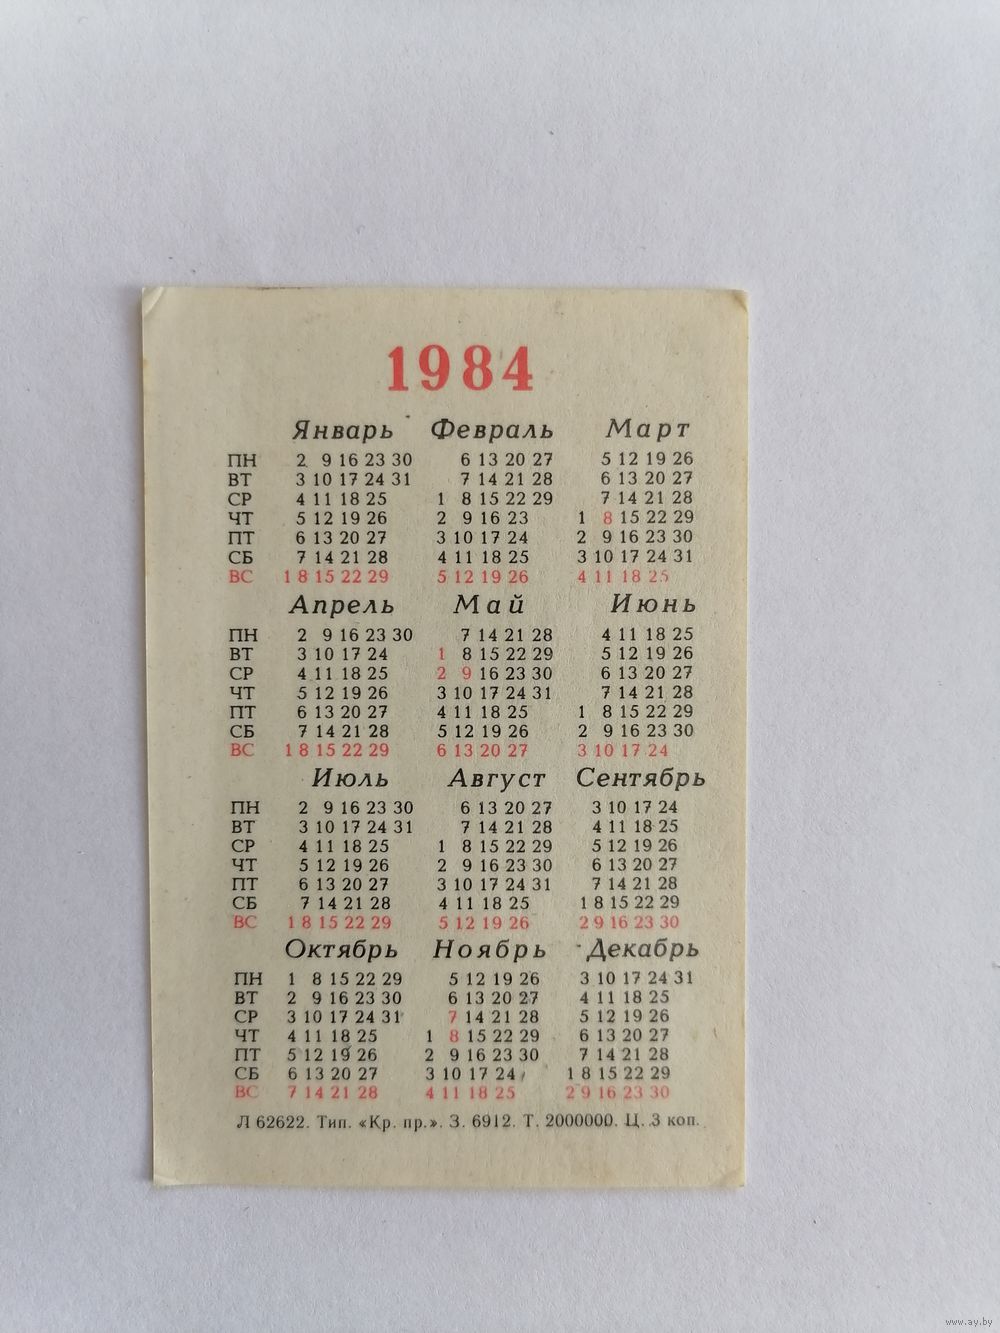 1984
Январь Февраль Март
ПН 2 9 16 23 30 6 13 20 27 5 12 19 26
ВТ 3 10 17 24 31 7 14 21 28 6 13 20 27
СР 4 11 18 25 1 8 15 22 29 7 14 21 28
ЧТ 5 12 19 26 2 9 16 23 1 8 15 22 29
ПТ 6 13 20 27 3 10 17 24 2 9 16 23 30
СБ 7 14 21 28 4 11 18 25 3 10 17 24 31
ВС 1 8 15 22 29 5 12 19 26 4 11 18 25
Апрель Май Июнь
ПН 2 9 16 23 30 7 14 21 28 4 11 18 25
ВТ 3 10 17 24 1 8 15 22 29 5 12 19 26
СР 4 11 18 25 2 9 16 23 30 6 13 20 27
ЧТ 5 12 19 26 3 10 17 24 31 7 14 21 28
ПТ 6 13 20 27 4 11 18 25 1 8 15 22 29
СБ 7 14 21 28 5 12 19 26 2 9 16 23 30
ВС 1 8 15 22 29 6 13 20 27 3 10 17 24
Июль Август Сентябрь
ПН 2 9 16 23 30 6 13 20 27 3 10 17 24
ВТ 3 10 17 24 31 7 14 21 28 4 11 18 25
СР 4 11 18 25 1 8 15 22 29 5 12 19 26
ЧТ 5 12 19 26 2 9 16 23 30 6 13 20 27
ПТ 6 13 20 27 3 10 17 24 31 7 14 21 28
СБ 7 14 21 28 4 11 18 25 1 8 15 22 29
ВС 1 8 15 22 29 5 12 19 26 2 9 16 23 30
Октябрь Ноябрь Декабрь
ПН 1 8 15 22 29 5 12 19 26 3 10 17 24 31
ВТ 2 9 16 23 30 6 13 20 27 4 11 18 25
СР 3 10 17 24 31 7 14 21 28 5 12 19 26
ЧТ 4 11 18 25 1 8 15 22 29 6 13 20 27
ПТ 5 12 19 26 2 9 16 23 30 7 14 21 28
СБ 6 13 20 27 3 10 17 24 1 8 15 22 29
ВС 7 14 21 28 4 11 18 25 2 9 16 23 30
Л 62622. Тип. «Кр. пр.». З. 6912. Т. 2000000. Ц. 3 коп.
www.ay.by